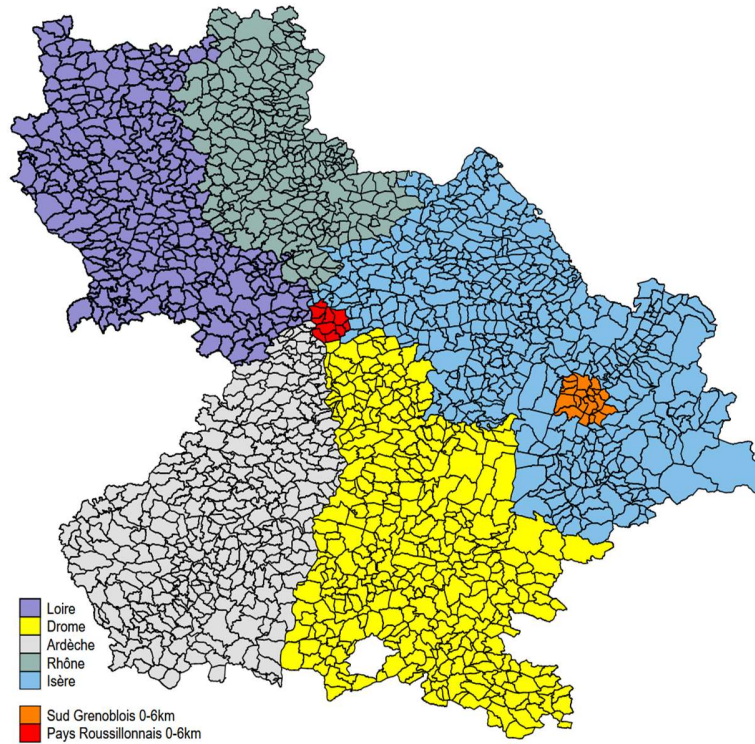 Loire
Drome
Ardèche
Rhône
Isère
Sud Grenoblois 0-6km
Pays Roussillonnais 0-6km